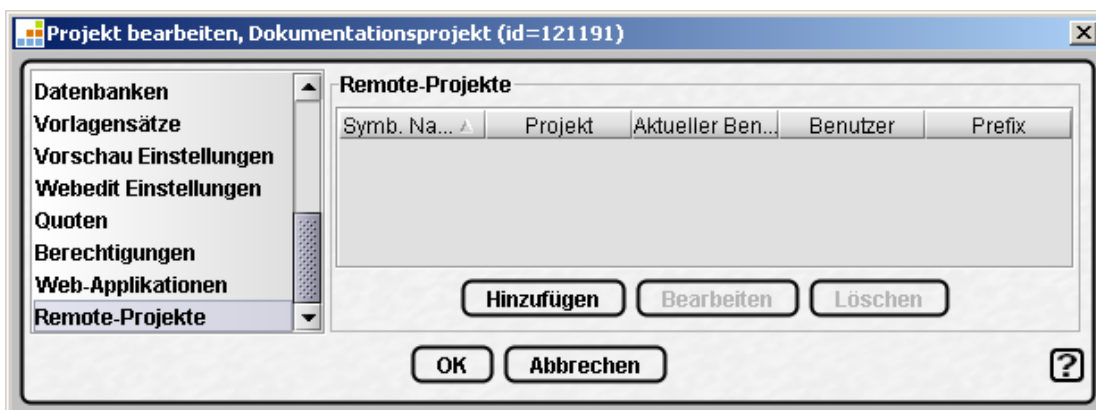 Projekt bearbeiten, Dokumentationsprojekt (id=121191)
Datenbanken
Vorlagensätze
Vorschau Einstellungen
Webedit Einstellungen
Quoten
Berechtigungen
Web-Applikationen
Remote-Projekte
Remote-Projekte
Symb. Na... Projekt Aktueller Ben... Benutzer Prefix
Hinzufügen Bearbeiten Löschen
OK Abbrechen ?